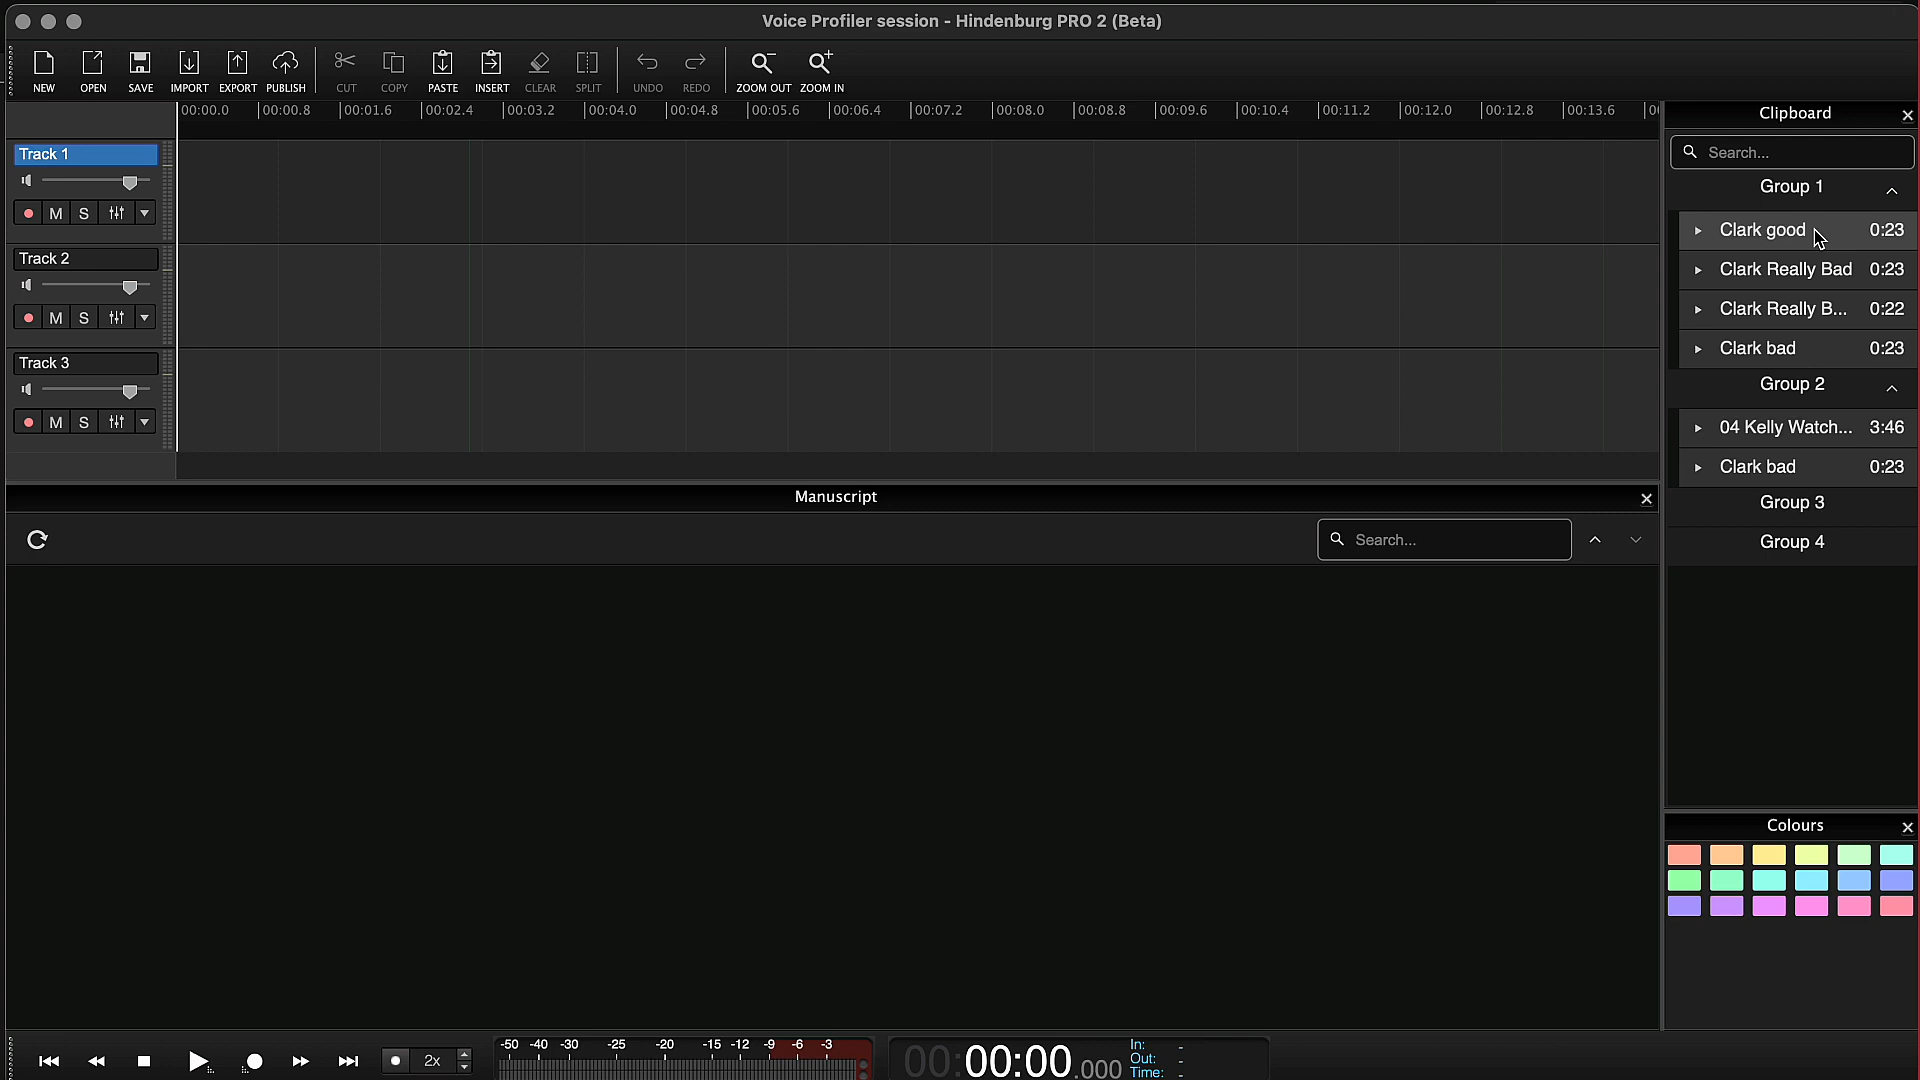 Voice Profiler session - Hindenburg PRO 2 (Beta)
NEW OPEN SAVE IMPORT EXPORT PUBLISH CUT COPY PASTE INSERT CLEAR SPLIT UNDO REDO ZOOM OUT ZOOM IN
00:00.0 00:00.8 00:01.6 00:02.4 00:03.2 00:04.0 00:04.8 00:05.6 00:06.4 00:07.2 00:08.0 00:08.8 00:09.6 00:10.4 00:11.2 00:12.0 00:12.8 00:13.6
Clipboard
Search...
Group 1
Clark good 0:23
Clark Really Bad 0:23
Clark Really B... 0:22
Clark bad 0:23
Group 2
04 Kelly Watch... 3:46
Clark bad 0:23
Group 3
Group 4
Track 1
M S
Track 2
M S
Track 3
M S
Manuscript
Search...
Colours
2x
-50 -40 -30 -25 -20 -15 -12 -9 -6 -3
00:00:00.000
In: -
Out: -
Time: -